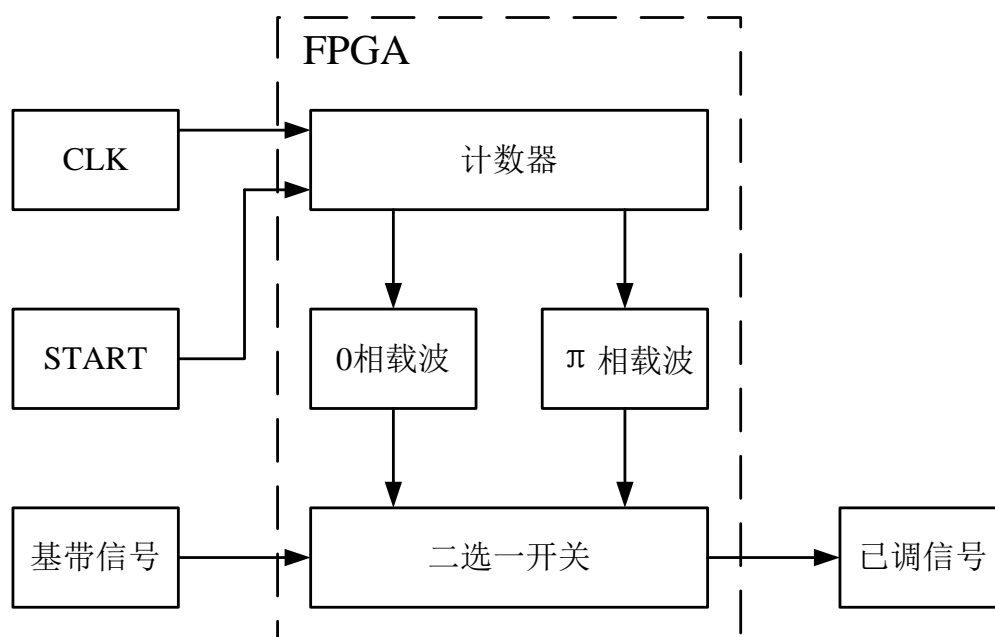 FPGA
CLK
计数器
START
0相载波
π 相载波
基带信号
二选一开关
已调信号